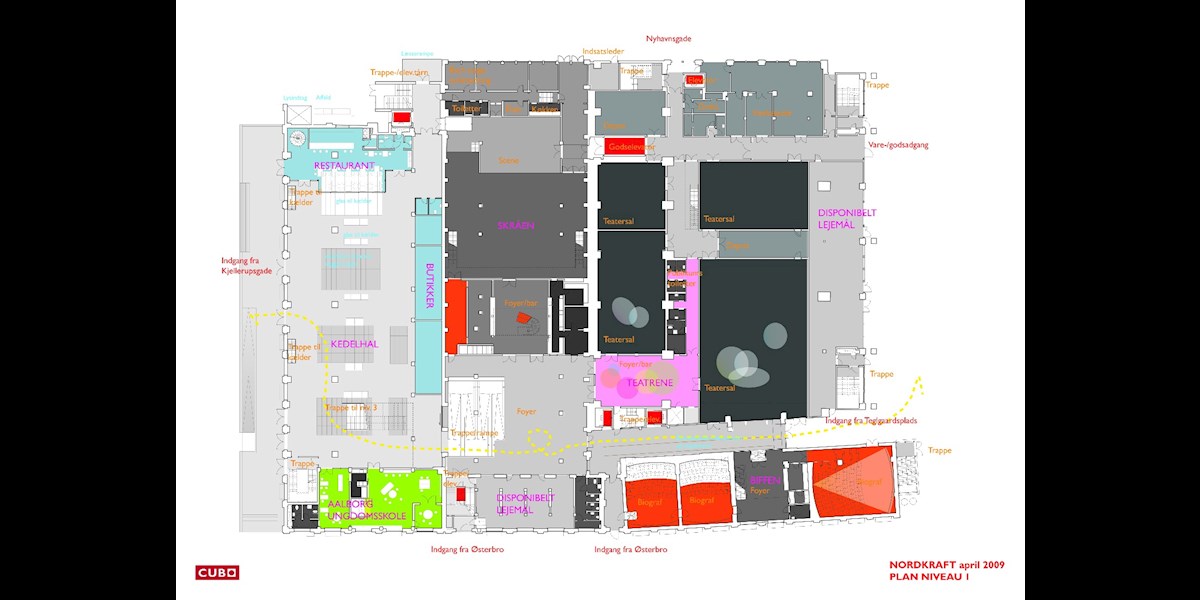 Nyhavnsgade
Indsatsleder
Trappe-/elev.tårn
Trappe
Trappe
Toiletter
Køkken
Vare-/godsadgang
Godselevator
Scene
RESTAURANT
Trappe til
kælder
Teatersal
Teatersal
DISPONIBELT
LEJEMÅL
SKRÅEN
Indgang fra
Kjellerupsgade
BUTIKKER
Foyer/bar
KEDELHAL
Teatersal
Trappe til
kælder
Foyer/bar
TEATRENE
Teatersal
Trappe
Trappe til niv. 3
Foyer
Trappe/rampe
Indgang fra Teglgaardsplads
Trappe
Trappe
AALBORG
UNGDOMSSKOLE
DISPONIBELT
LEJEMÅL
Biograf
Biograf
BIFFEN
Foyer
Biograf
Indgang fra Østerbro
Indgang fra Østerbro
CUBO
NORDKRAFT april 2009
PLAN NIVEAU 1